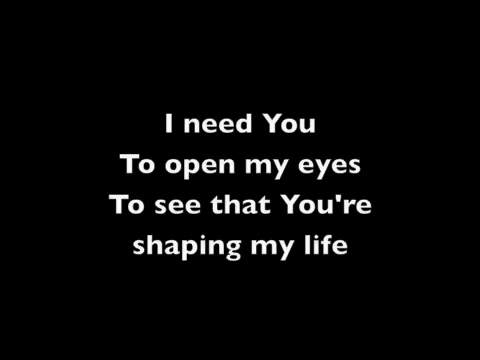 I need You
To open my eyes
To see that You're
shaping my life